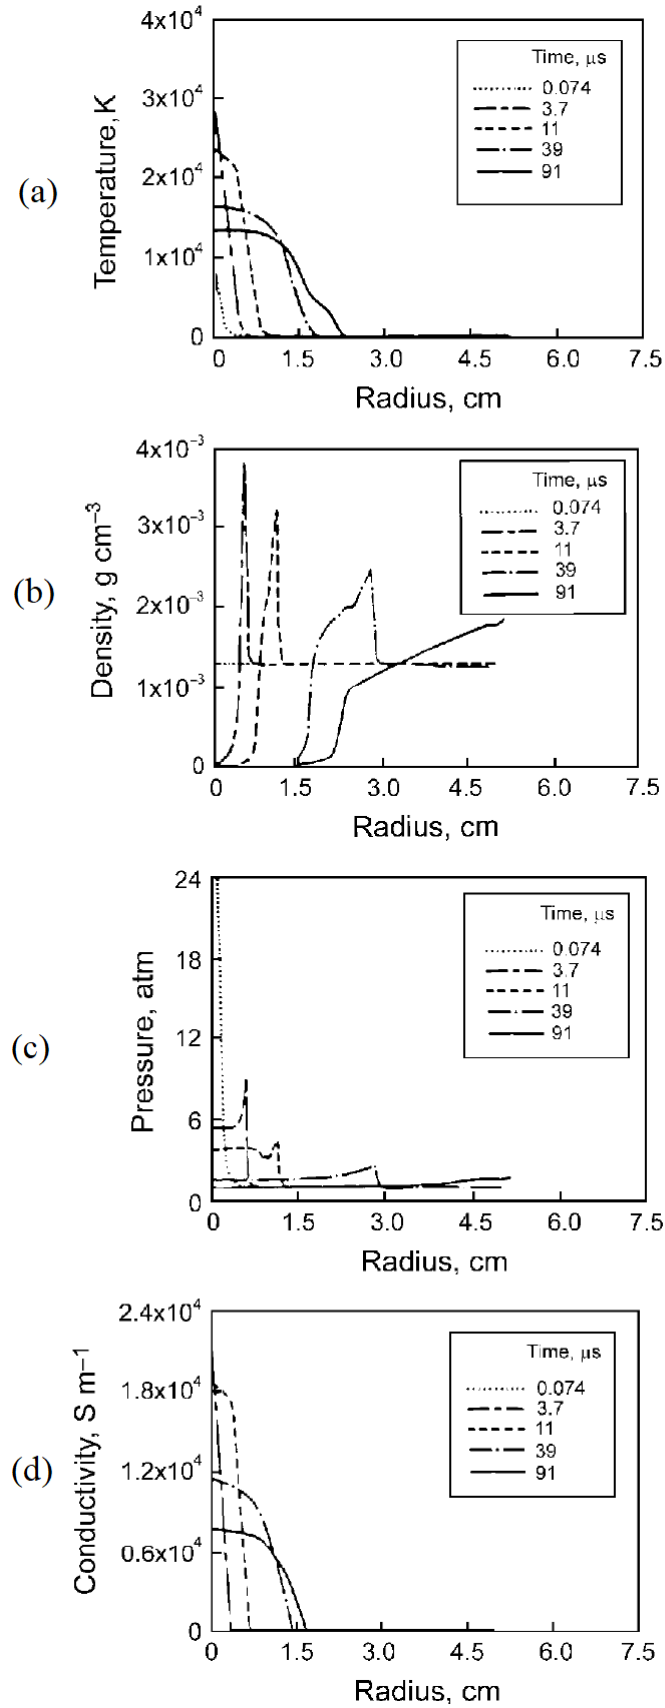 (a)
Temperature, K
4x10⁴
3x10⁴
2x10⁴
1x10⁴
0
0 1.5 3.0 4.5 6.0 7.5
Radius, cm
Time, μs
0.074
3.7
11
39
91
(b)
Density, g cm⁻³
4x10⁻³
3x10⁻³
2x10⁻³
1x10⁻³
0
0 1.5 3.0 4.5 6.0 7.5
Radius, cm
Time, μs
0.074
3.7
11
39
91
(c)
Pressure, atm
24
18
12
6
0
0 1.5 3.0 4.5 6.0 7.5
Radius, cm
Time, μs
0.074
3.7
11
39
91
(d)
Conductivity, S m⁻¹
2.4x10⁴
1.8x10⁴
1.2x10⁴
0.6x10⁴
0
0 1.5 3.0 4.5 6.0 7.5
Radius, cm
Time, μs
0.074
3.7
11
39
91